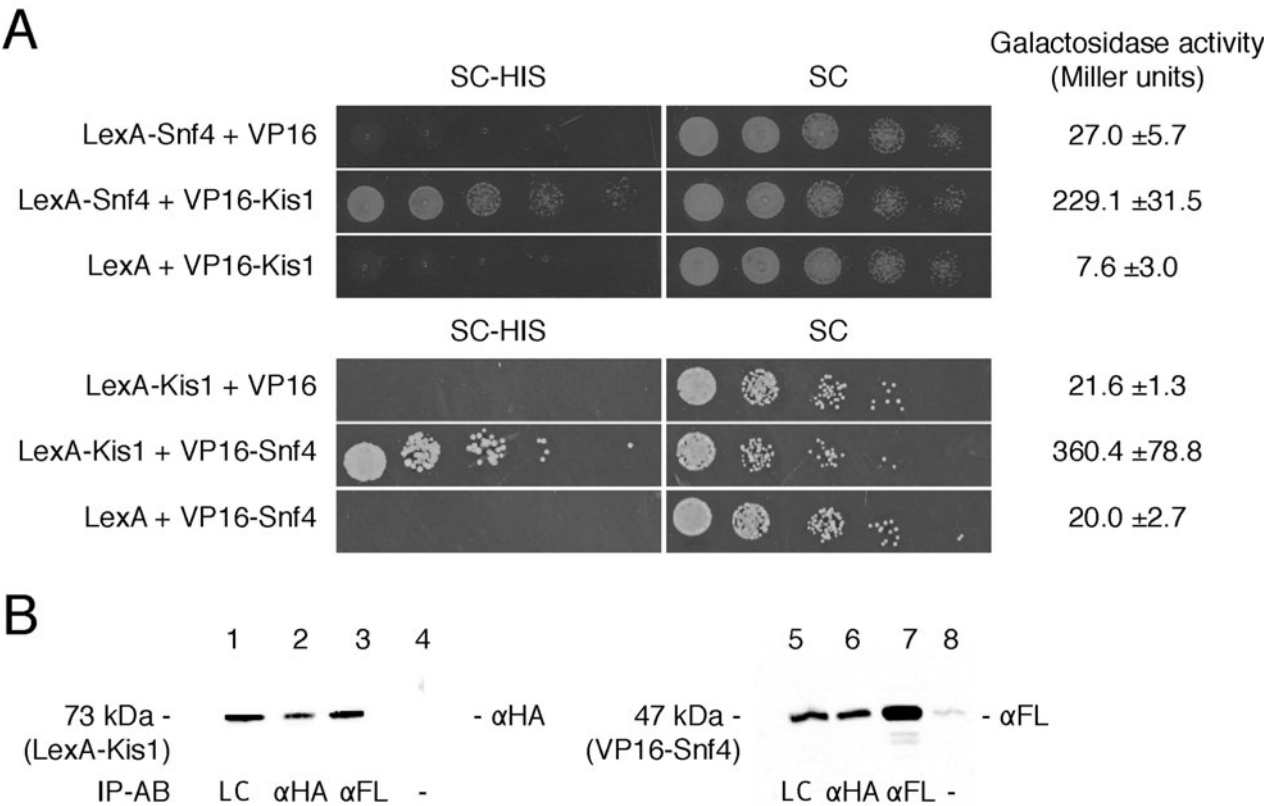 A
Galactosidase activity
(Miller units)
SC-HIS SC
LexA-Snf4 + VP16 27.0 ±5.7
LexA-Snf4 + VP16-Kis1 229.1 ±31.5
LexA + VP16-Kis1 7.6 ±3.0
SC-HIS SC
LexA-Kis1 + VP16 21.6 ±1.3
LexA-Kis1 + VP16-Snf4 360.4 ±78.8
LexA + VP16-Snf4 20.0 ±2.7
B
1 2 3 4 5 6 7 8
73 kDa - - αHA 47 kDa - - αFL
(LexA-Kis1) (VP16-Snf4)
IP-AB LC αHA αFL - LC αHA αFL -